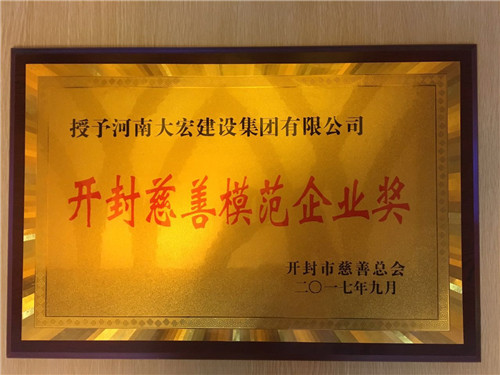 授予河南大宏建设集团有限公司
开封慈善模范企业奖
开封市慈善总会
二〇一七年九月